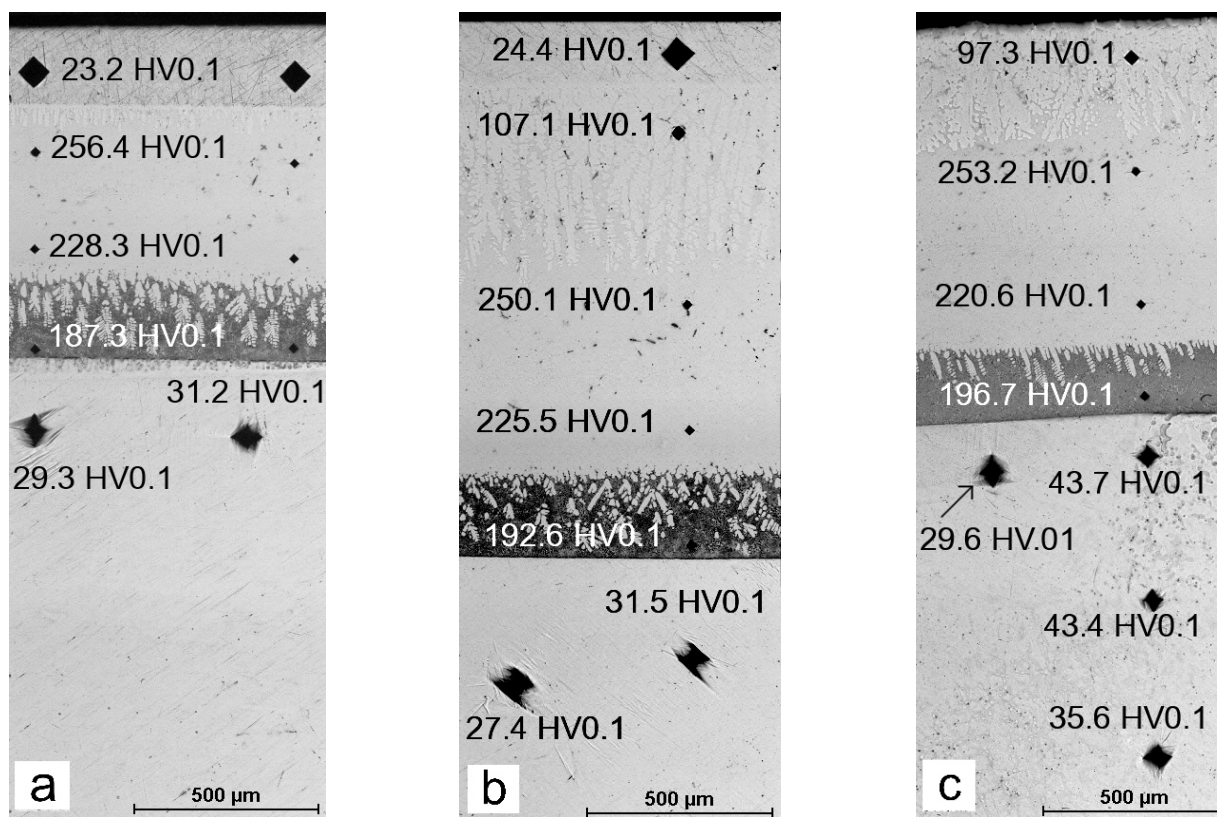 23.2 HV0.1
256.4 HV0.1
228.3 HV0.1
187.3 HV0.1
31.2 HV0.1
29.3 HV0.1
a
500 µm
24.4 HV0.1
107.1 HV0.1
250.1 HV0.1
225.5 HV0.1
192.6 HV0.1
31.5 HV0.1
27.4 HV0.1
b
500 µm
97.3 HV0.1
253.2 HV0.1
220.6 HV0.1
196.7 HV0.1
43.7 HV0.1
29.6 HV.01
43.4 HV0.1
35.6 HV0.1
c
500 µm